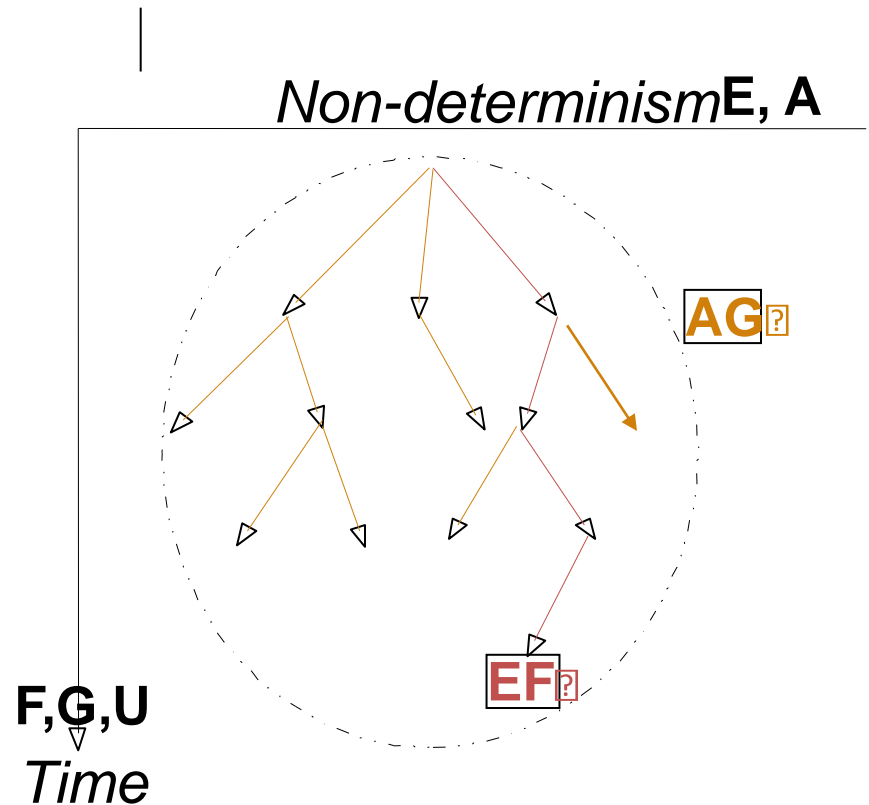 Non-determinism E, A
AG
EF
F,G,U
Time